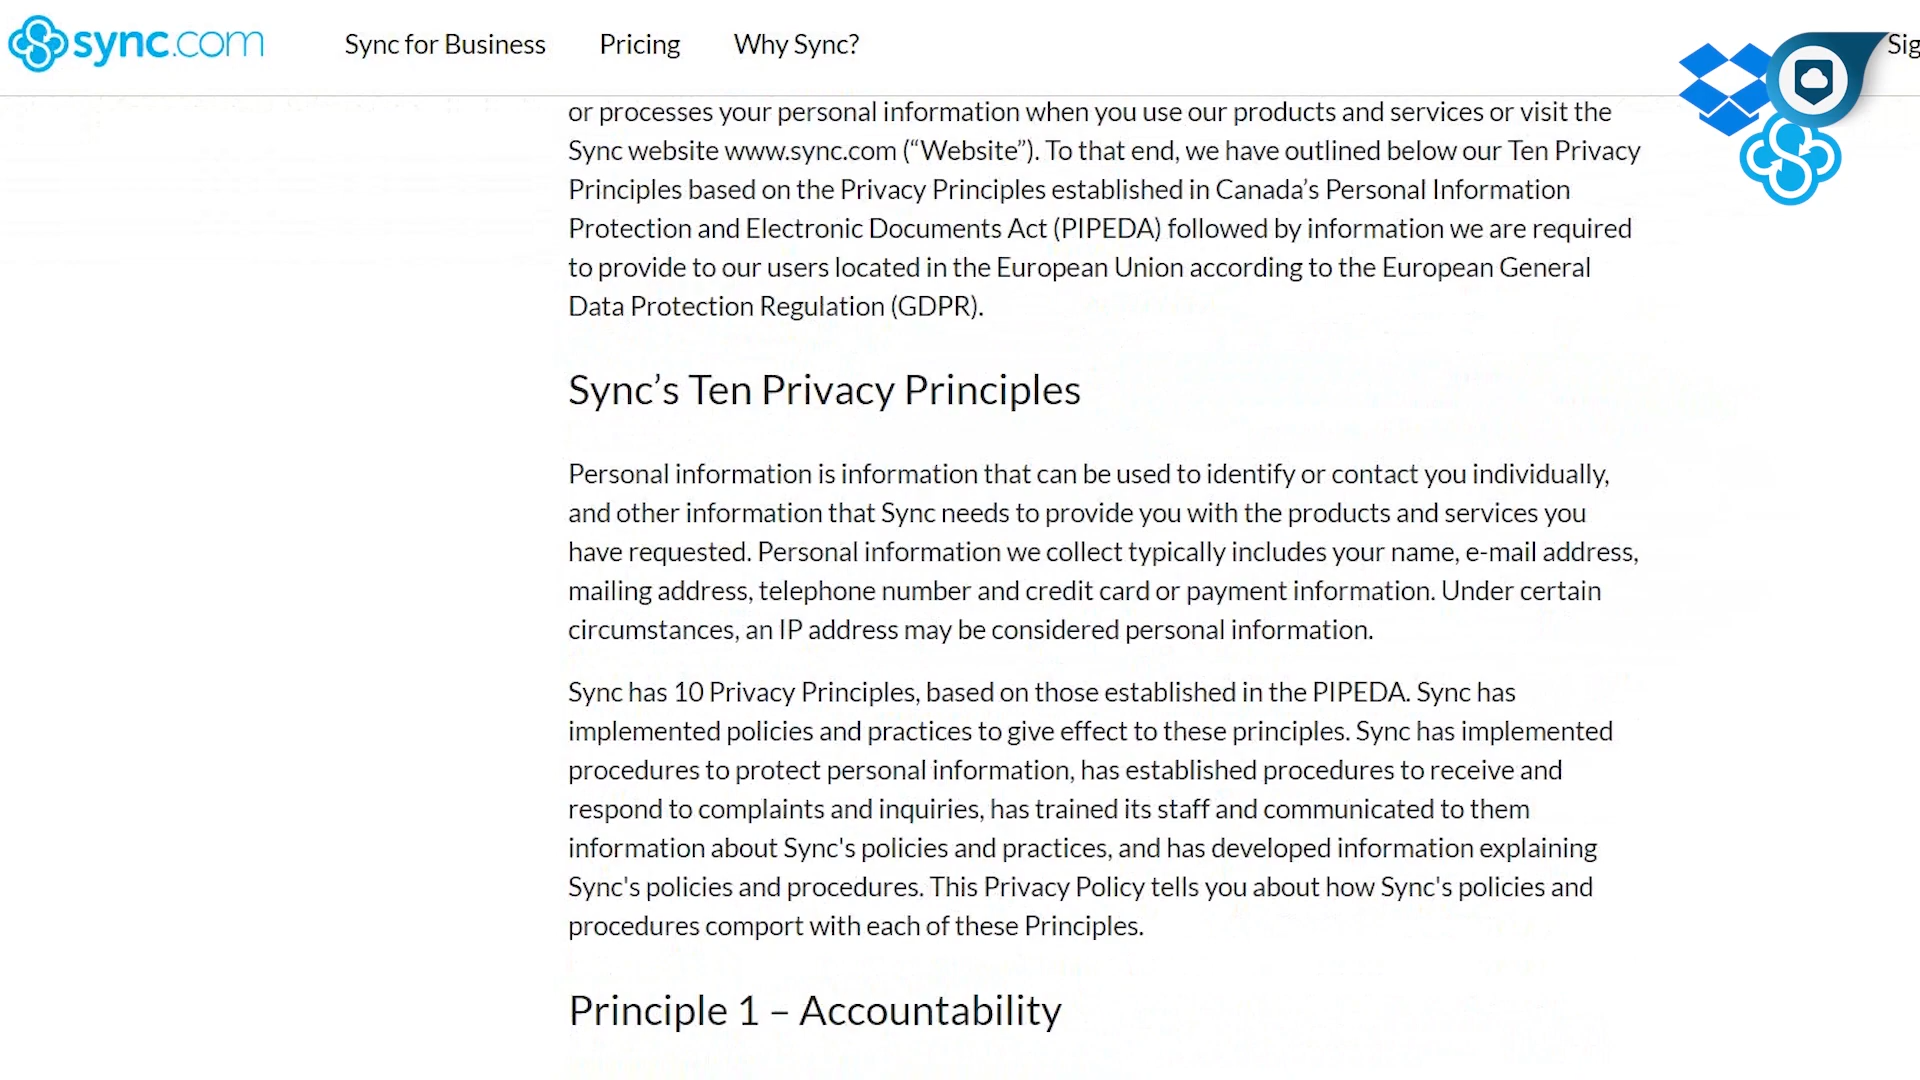 sync.com
Sync for Business
Pricing
Why Sync?
Sig
or processes your personal information when you use our products and services or visit the
Sync website www.sync.com (“Website”). To that end, we have outlined below our Ten Privacy
Principles based on the Privacy Principles established in Canada’s Personal Information
Protection and Electronic Documents Act (PIPEDA) followed by information we are required
to provide to our users located in the European Union according to the European General
Data Protection Regulation (GDPR).
Sync’s Ten Privacy Principles
Personal information is information that can be used to identify or contact you individually,
and other information that Sync needs to provide you with the products and services you
have requested. Personal information we collect typically includes your name, e-mail address,
mailing address, telephone number and credit card or payment information. Under certain
circumstances, an IP address may be considered personal information.
Sync has 10 Privacy Principles, based on those established in the PIPEDA. Sync has
implemented policies and practices to give effect to these principles. Sync has implemented
procedures to protect personal information, has established procedures to receive and
respond to complaints and inquiries, has trained its staff and communicated to them
information about Sync's policies and practices, and has developed information explaining
Sync's policies and procedures. This Privacy Policy tells you about how Sync's policies and
procedures comport with each of these Principles.
Principle 1 – Accountability